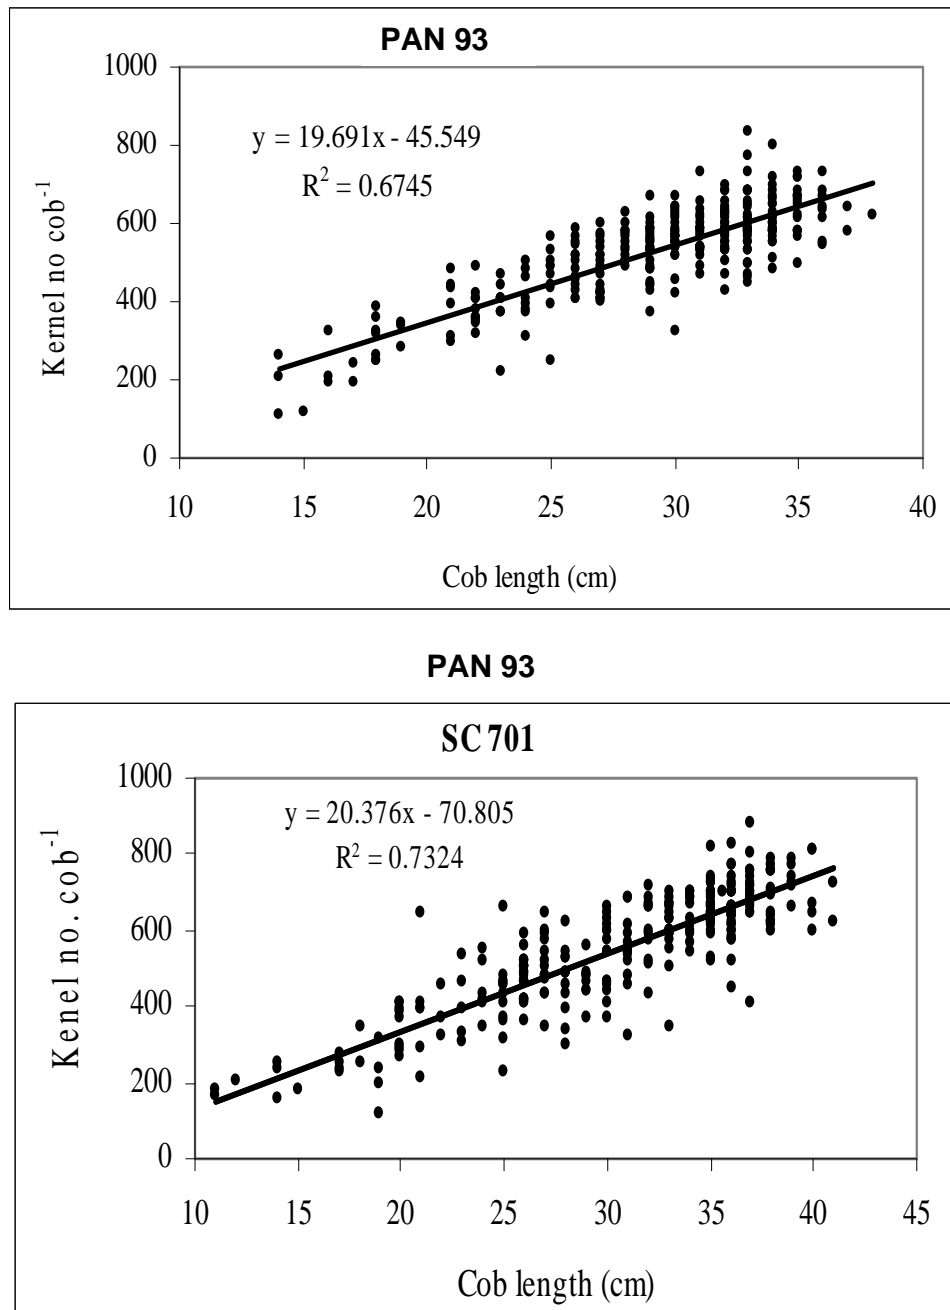 PAN 93
1000
800
600
400
200
0
y = 19.691x - 45.549
R² = 0.6745
Kernel no cob⁻¹
10 15 20 25 30 35 40
Cob length (cm)
PAN 93
SC 701
1000
800
600
400
200
0
y = 20.376x - 70.805
R² = 0.7324
Kenel no. cob⁻¹
10 15 20 25 30 35 40 45
Cob length (cm)